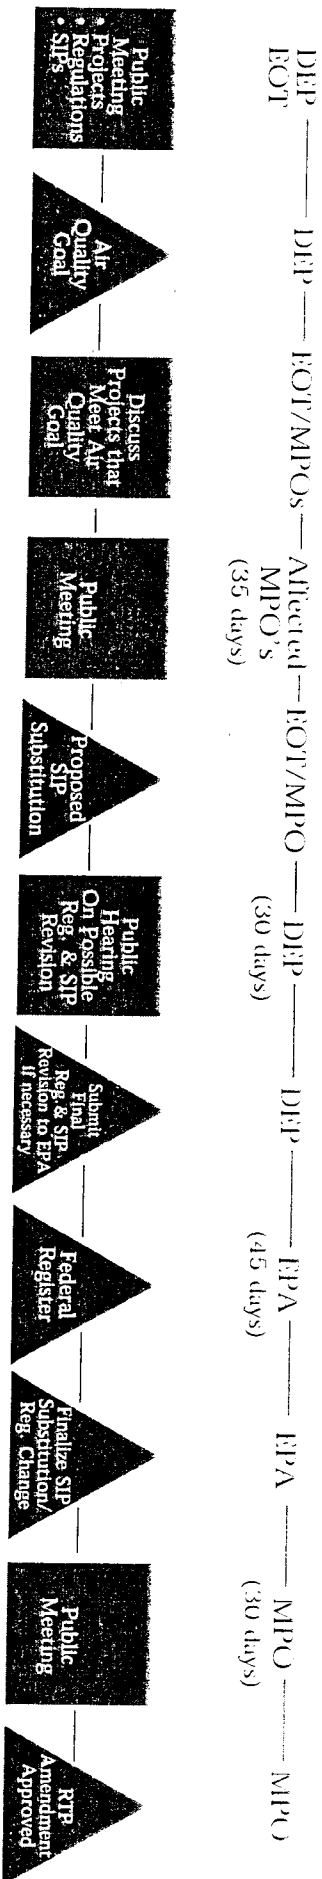 DEP — DEP — EOT/MPOs — Affected — EOT/MPO — DEP — DEP — EPA — EPA — MPO — MPO
EOT
MPO's
(35 days)
(30 days)
(45 days)
(30 days)
Public
Meeting
• Projects
• Regulations
• SIP's
Air
Quality
Goal
Discuss
Projects that
Meet Air
Quality
Goal
Public
Meeting
Proposed
SIP
Substitution
Public
Hearing
On Possible
Reg. & SIP
Revision
Submit
Final
Reg & SIP
Revision to EPA
if necessary
Federal
Register
Finalize SIP
Substitution/
Reg. Change
Public
Meeting
RTP
Amendment
Approved